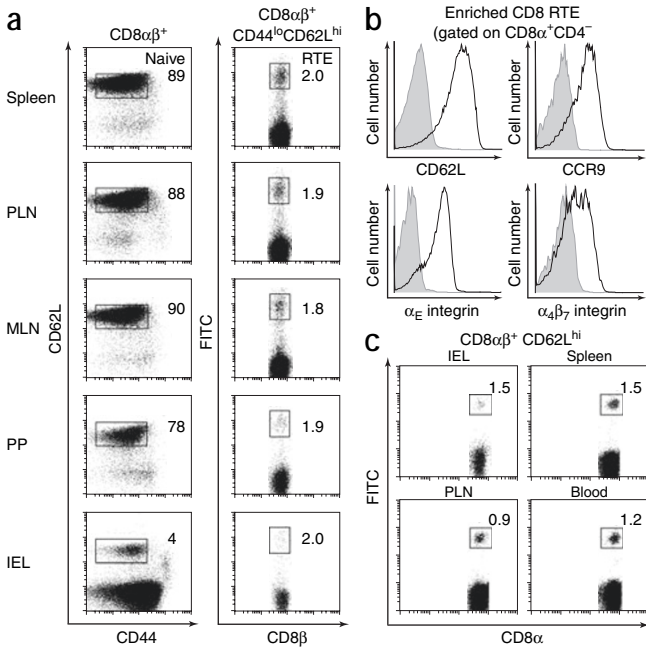 a
CD8αβ⁺
CD8αβ⁺
CD44ˡᵒCD62Lʰⁱ
Naive
RTE
Spleen
89
2.0
PLN
88
1.9
MLN
90
1.8
PP
78
1.9
IEL
4
2.0
CD62L
FITC
CD44
CD8β
b
Enriched CD8 RTE
(gated on CD8α⁺CD4⁻
Cell number
Cell number
CD62L
CCR9
Cell number
Cell number
αE integrin
α₄β₇ integrin
c
CD8αβ⁺ CD62Lʰⁱ
IEL
Spleen
1.5
1.5
PLN
Blood
0.9
1.2
FITC
CD8α